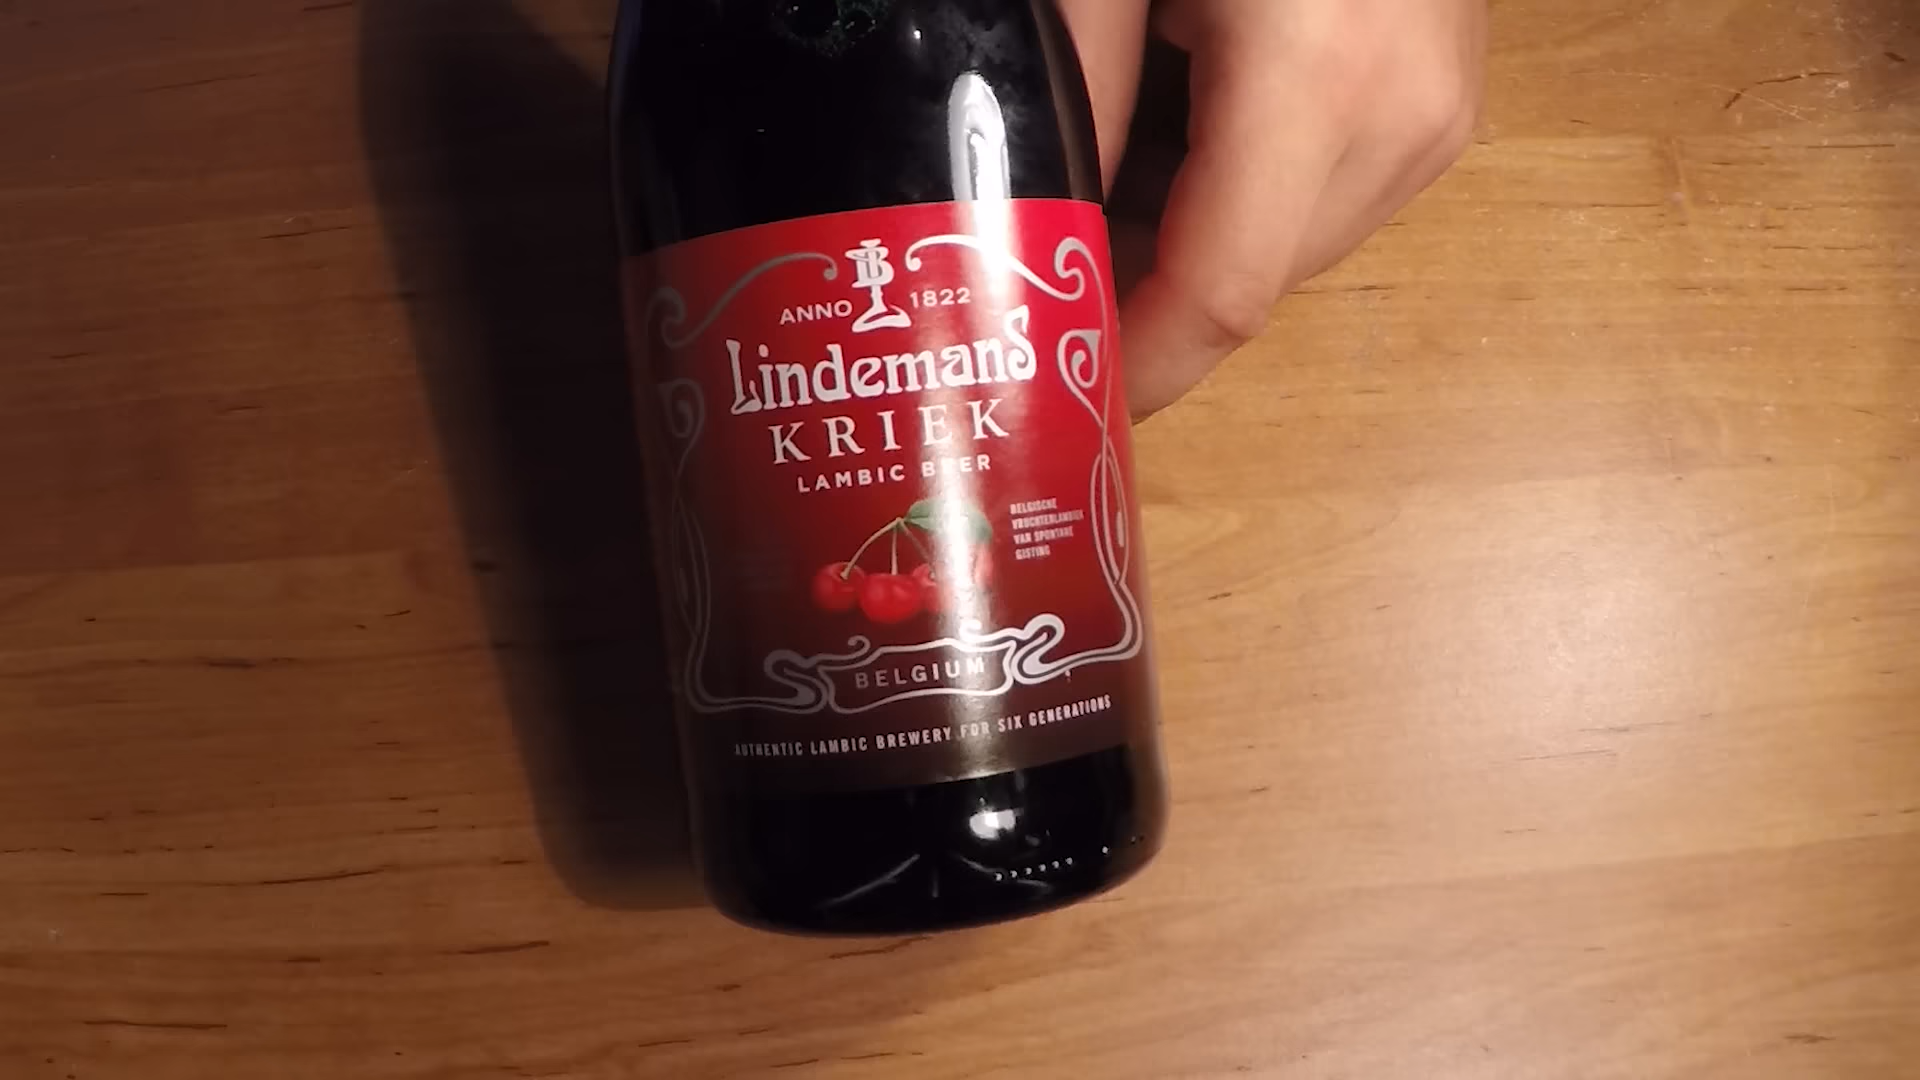 ANNO 1822
Lindemans
KRIEK
LAMBIC BEER
BELGISCHE
VRUCHTENLAMBIEK
VAN SPONTANE
GISTING
BELGIUM
AUTHENTIC LAMBIC BREWERY FOR SIX GENERATIONS